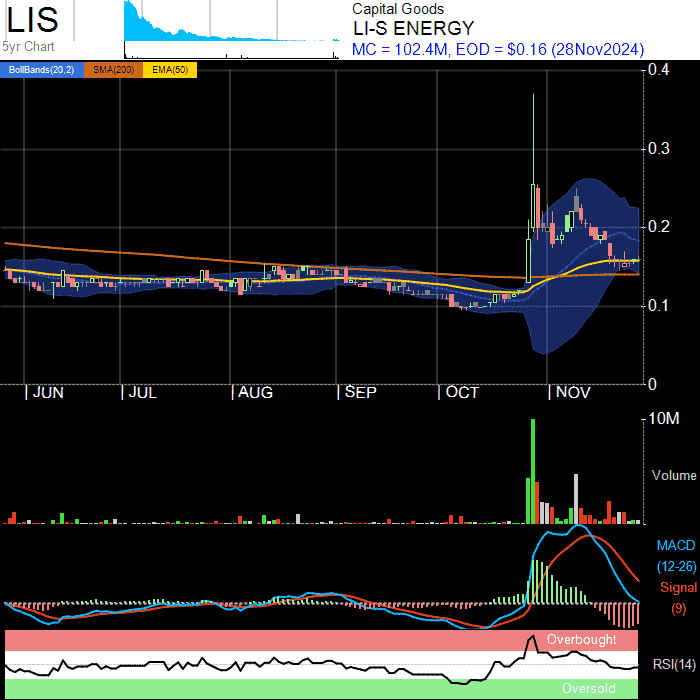 LIS
5yr Chart
Capital Goods
LI-S ENERGY
MC = 102.4M, EOD = $0.16 (28Nov2024)
BollBands(20,2) SMA(200) EMA(50)
0.4
0.3
0.2
0.1
0
JUN JUL AUG SEP OCT NOV
10M
Volume
MACD
(12-26)
Signal
(9)
Overbought
RSI(14)
Oversold